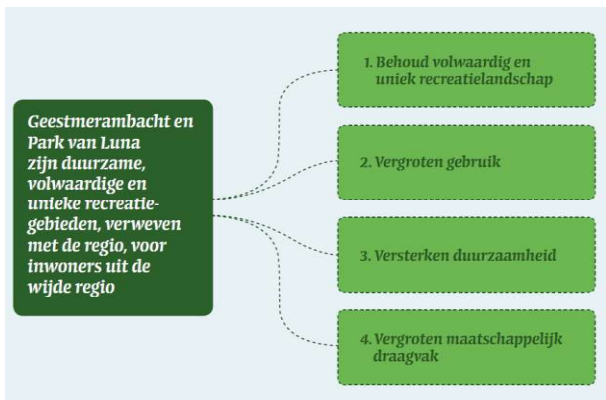 Geestmerambacht en
Park van Luna
zijn duurzame,
volwaardige en
unieke recreatie-
gebieden, verweven
met de regio, voor
inwoners uit de
wijde regio
1. Behoud volwaardig en
uniek recreatielandschap
2. Vergroten gebruik
3. Versterken duurzaamheid
4. Vergroten maatschappelijk
draagvak